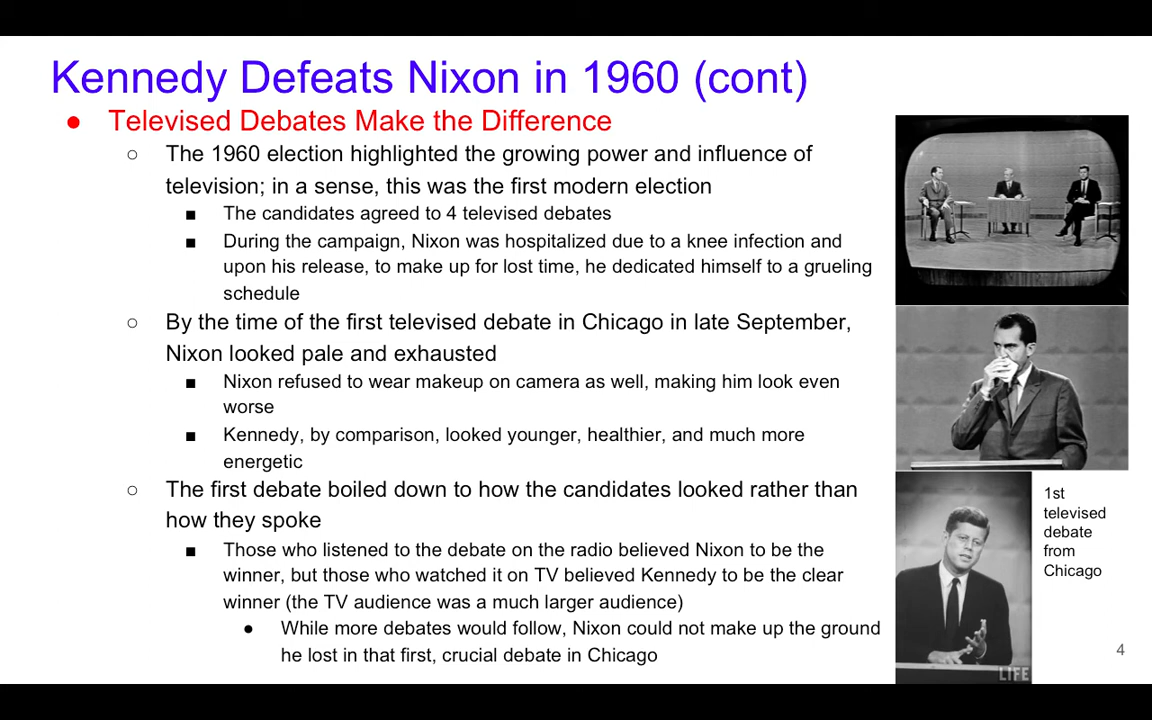 Kennedy Defeats Nixon in 1960 (cont)
● Televised Debates Make the Difference
○ The 1960 election highlighted the growing power and influence of
television; in a sense, this was the first modern election
■ The candidates agreed to 4 televised debates
■ During the campaign, Nixon was hospitalized due to a knee infection and
upon his release, to make up for lost time, he dedicated himself to a grueling
schedule
○ By the time of the first televised debate in Chicago in late September,
Nixon looked pale and exhausted
■ Nixon refused to wear makeup on camera as well, making him look even
worse
■ Kennedy, by comparison, looked younger, healthier, and much more
energetic
○ The first debate boiled down to how the candidates looked rather than
how they spoke
■ Those who listened to the debate on the radio believed Nixon to be the
winner, but those who watched it on TV believed Kennedy to be the clear
winner (the TV audience was a much larger audience)
● While more debates would follow, Nixon could not make up the ground
he lost in that first, crucial debate in Chicago
1st
televised
debate
from
Chicago
LIFE
4